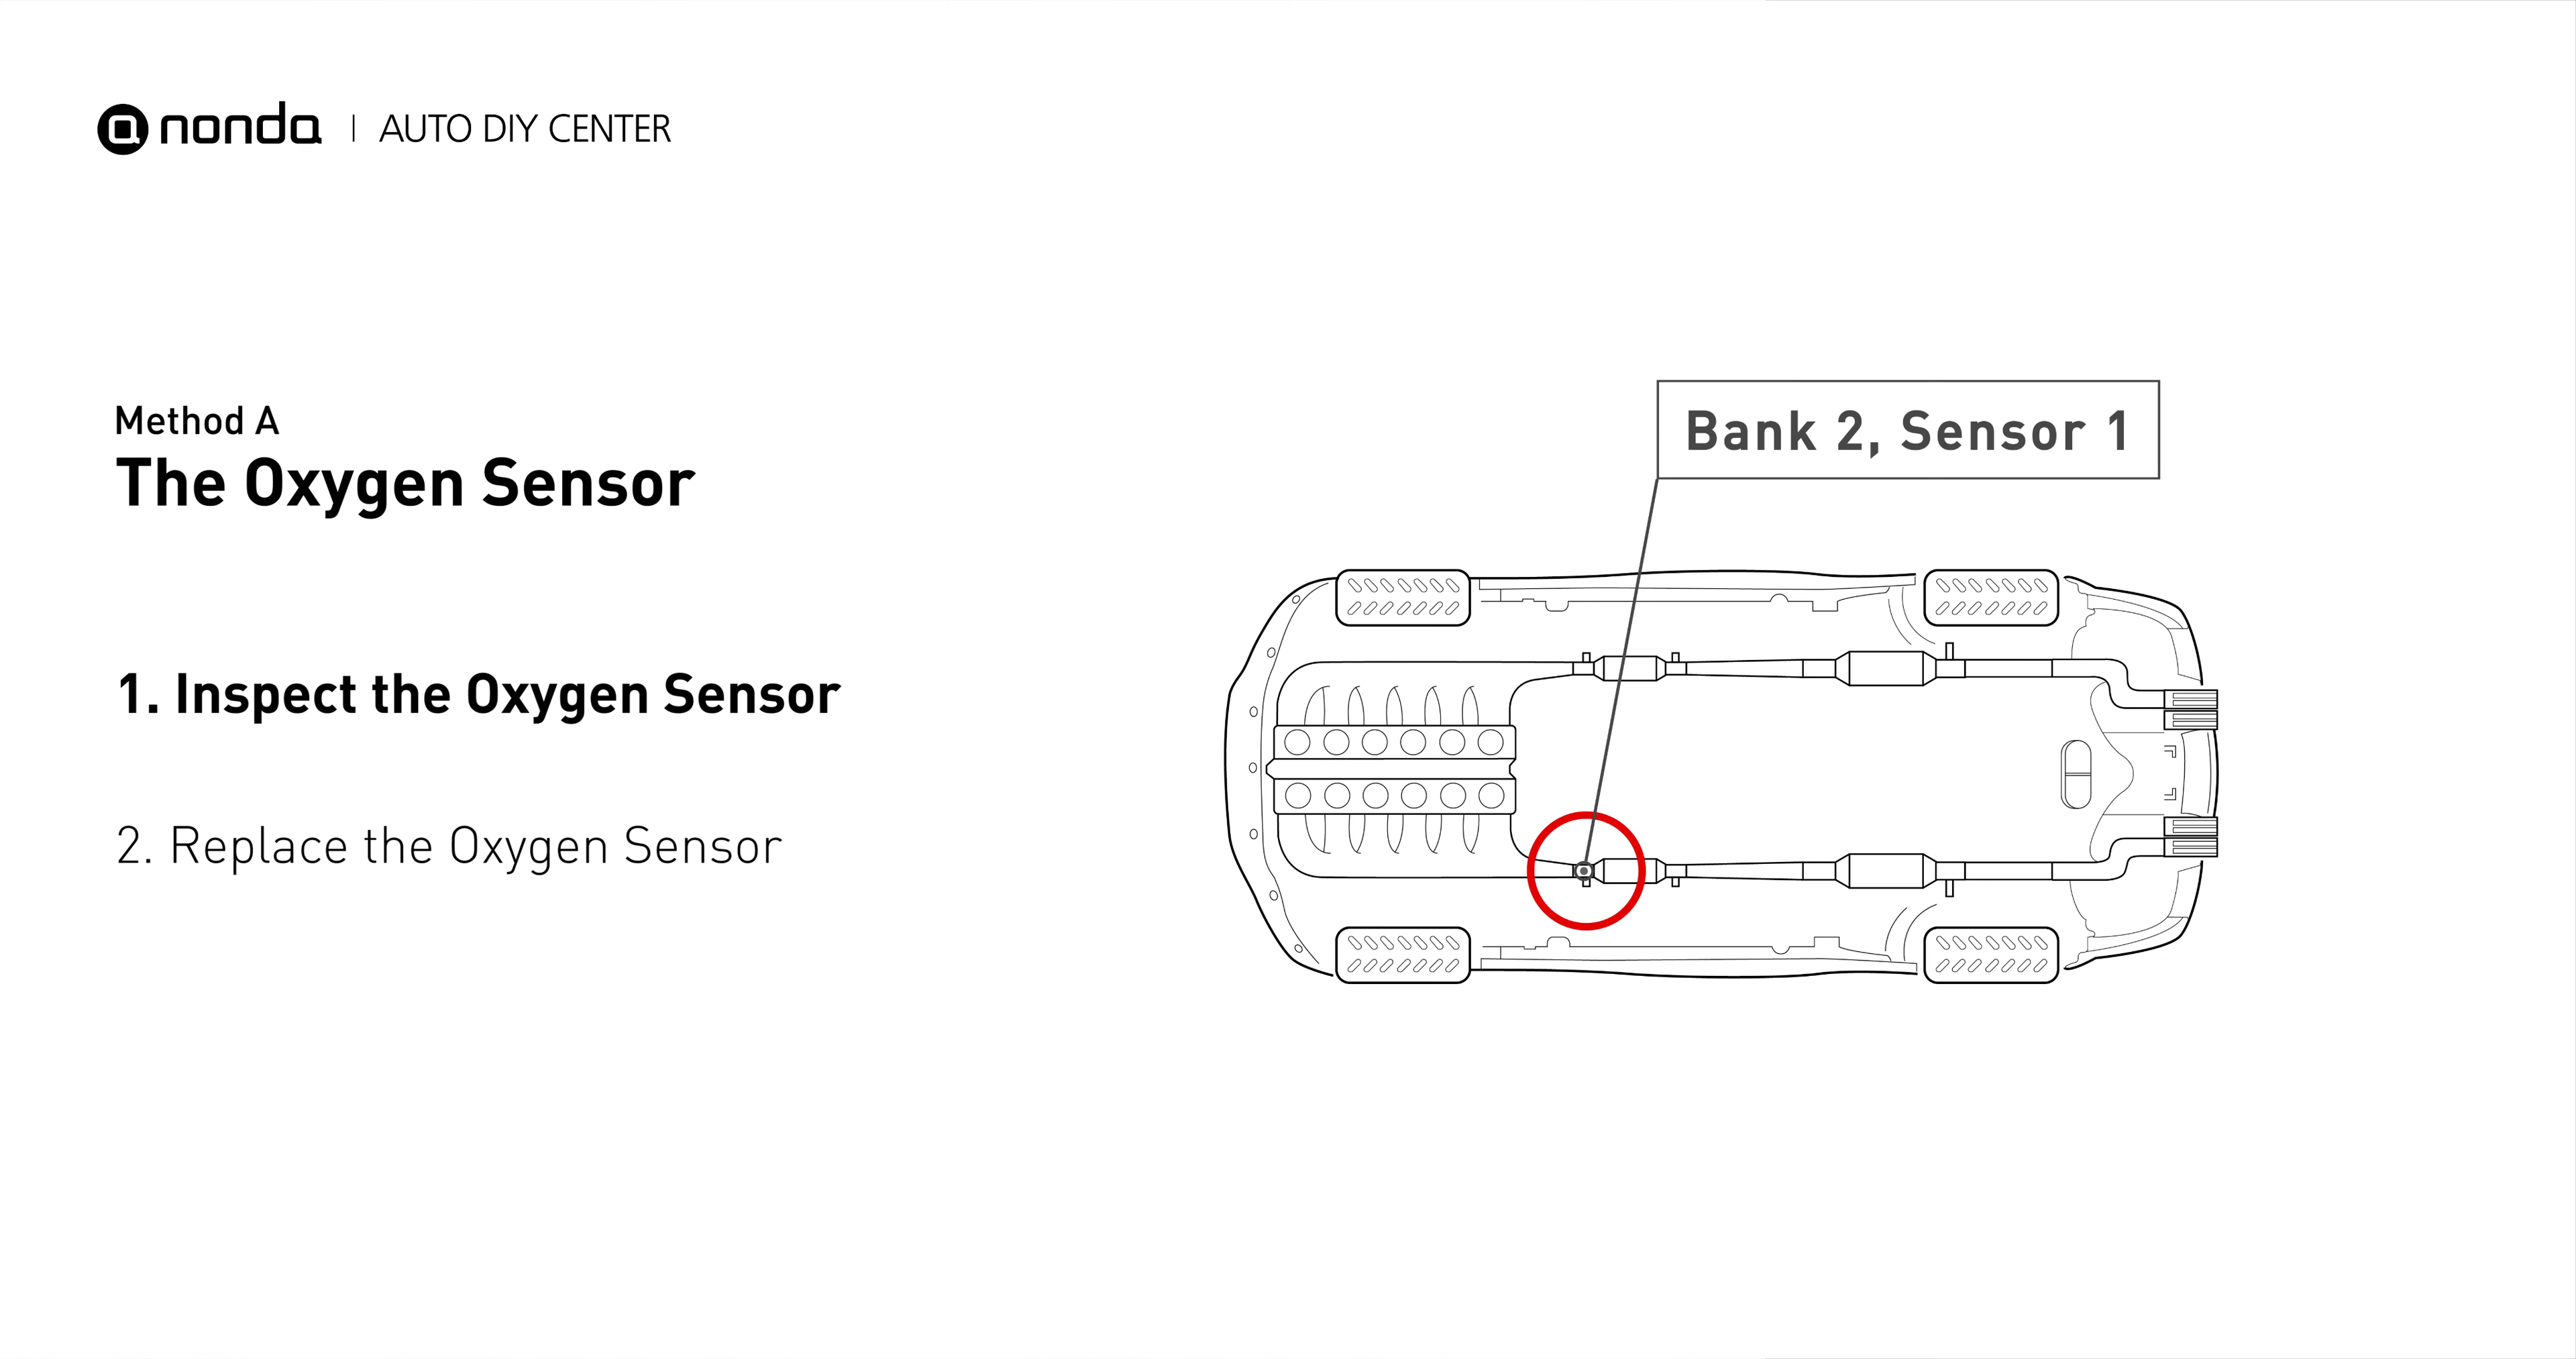 nonda | AUTO DIY CENTER
Method A
The Oxygen Sensor
1. Inspect the Oxygen Sensor
2. Replace the Oxygen Sensor
Bank 2, Sensor 1